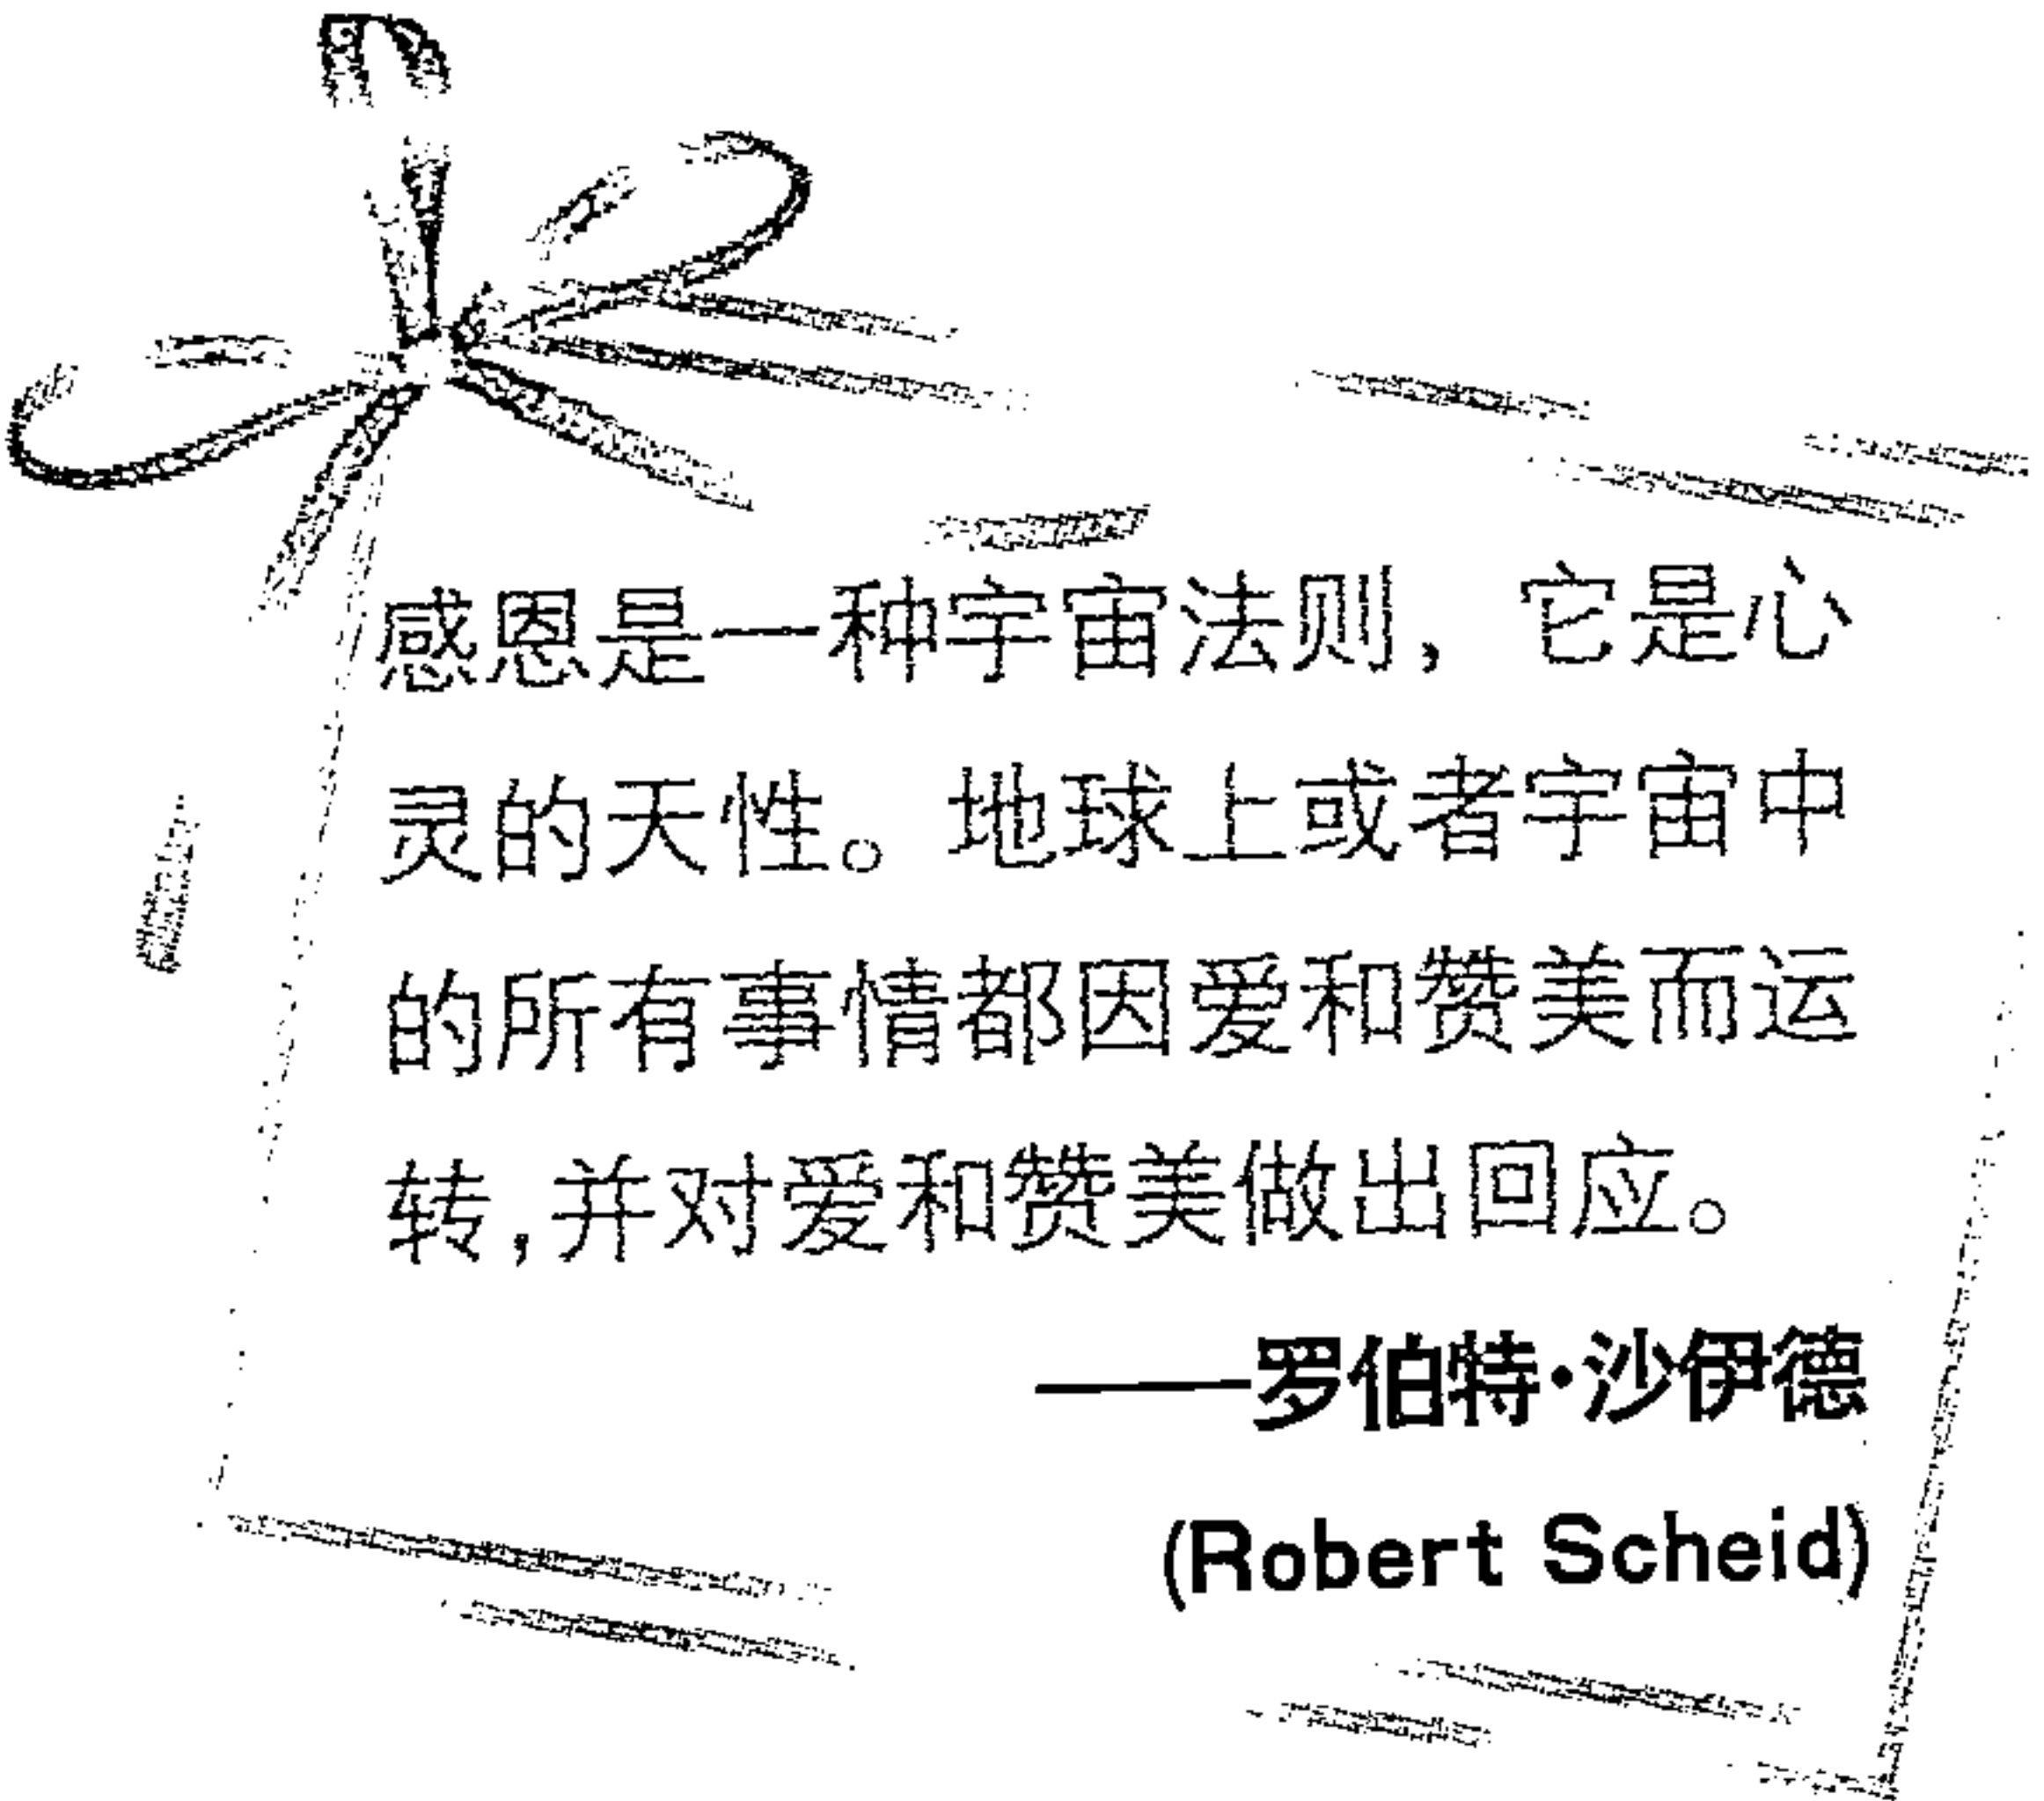 感恩是一种宇宙法则，它是心
灵的天性。地球上或者宇宙中
的所有事情都因爱和赞美而运
转，并对爱和赞美做出回应。
——罗伯特·沙伊德
(Robert Scheid)